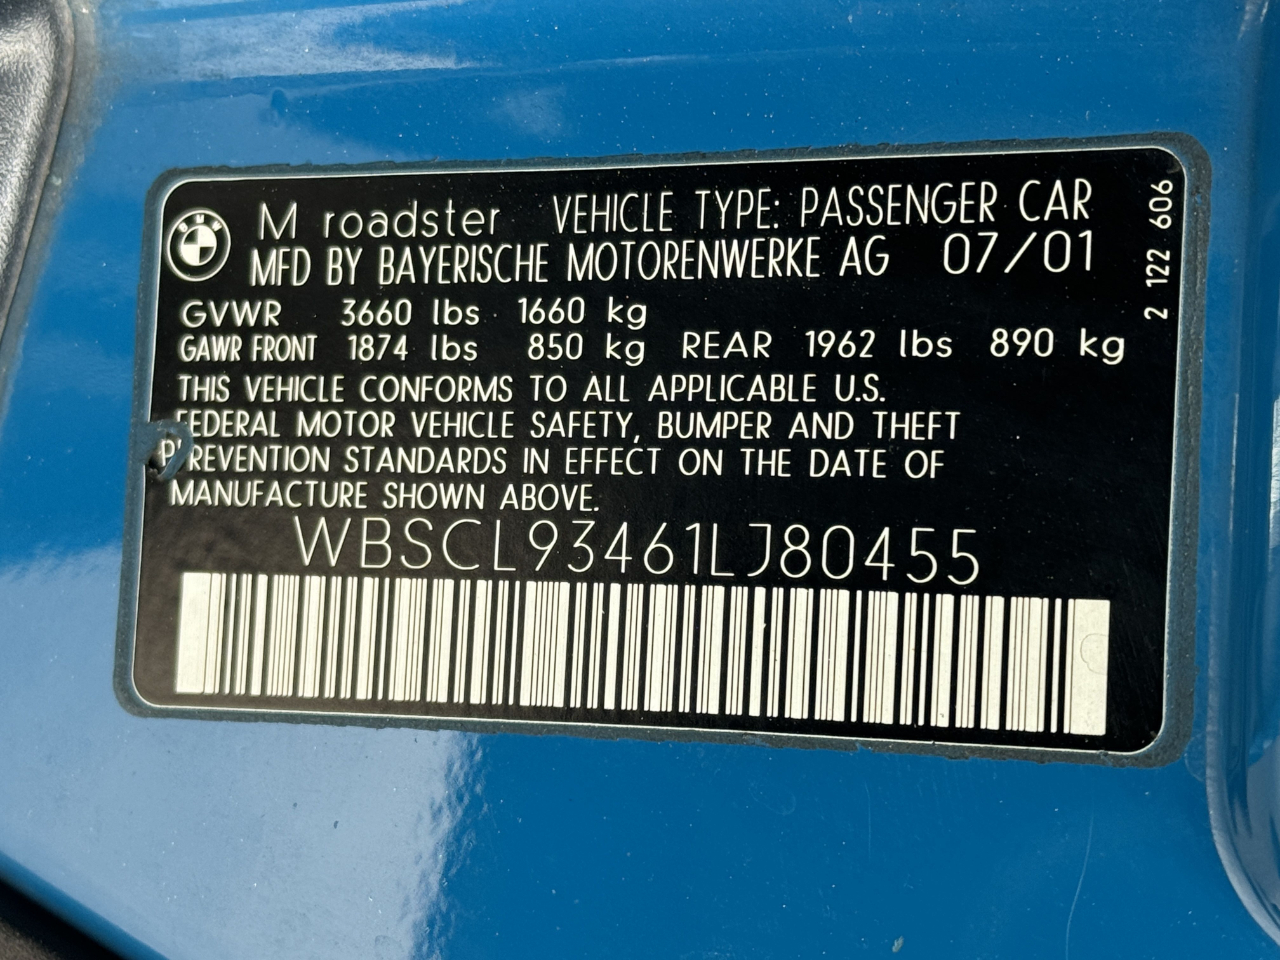 M roadster VEHICLE TYPE: PASSENGER CAR
MFD BY BAYERISCHE MOTORENWERKE AG 07/01
GVWR 3660 lbs 1660 kg
GAWR FRONT 1874 lbs 850 kg REAR 1962 lbs 890 kg
THIS VEHICLE CONFORMS TO ALL APPLICABLE U.S.
FEDERAL MOTOR VEHICLE SAFETY, BUMPER AND THEFT
PREVENTION STANDARDS IN EFFECT ON THE DATE OF
MANUFACTURE SHOWN ABOVE.
WBSCL93461LJ80455
2 122 606